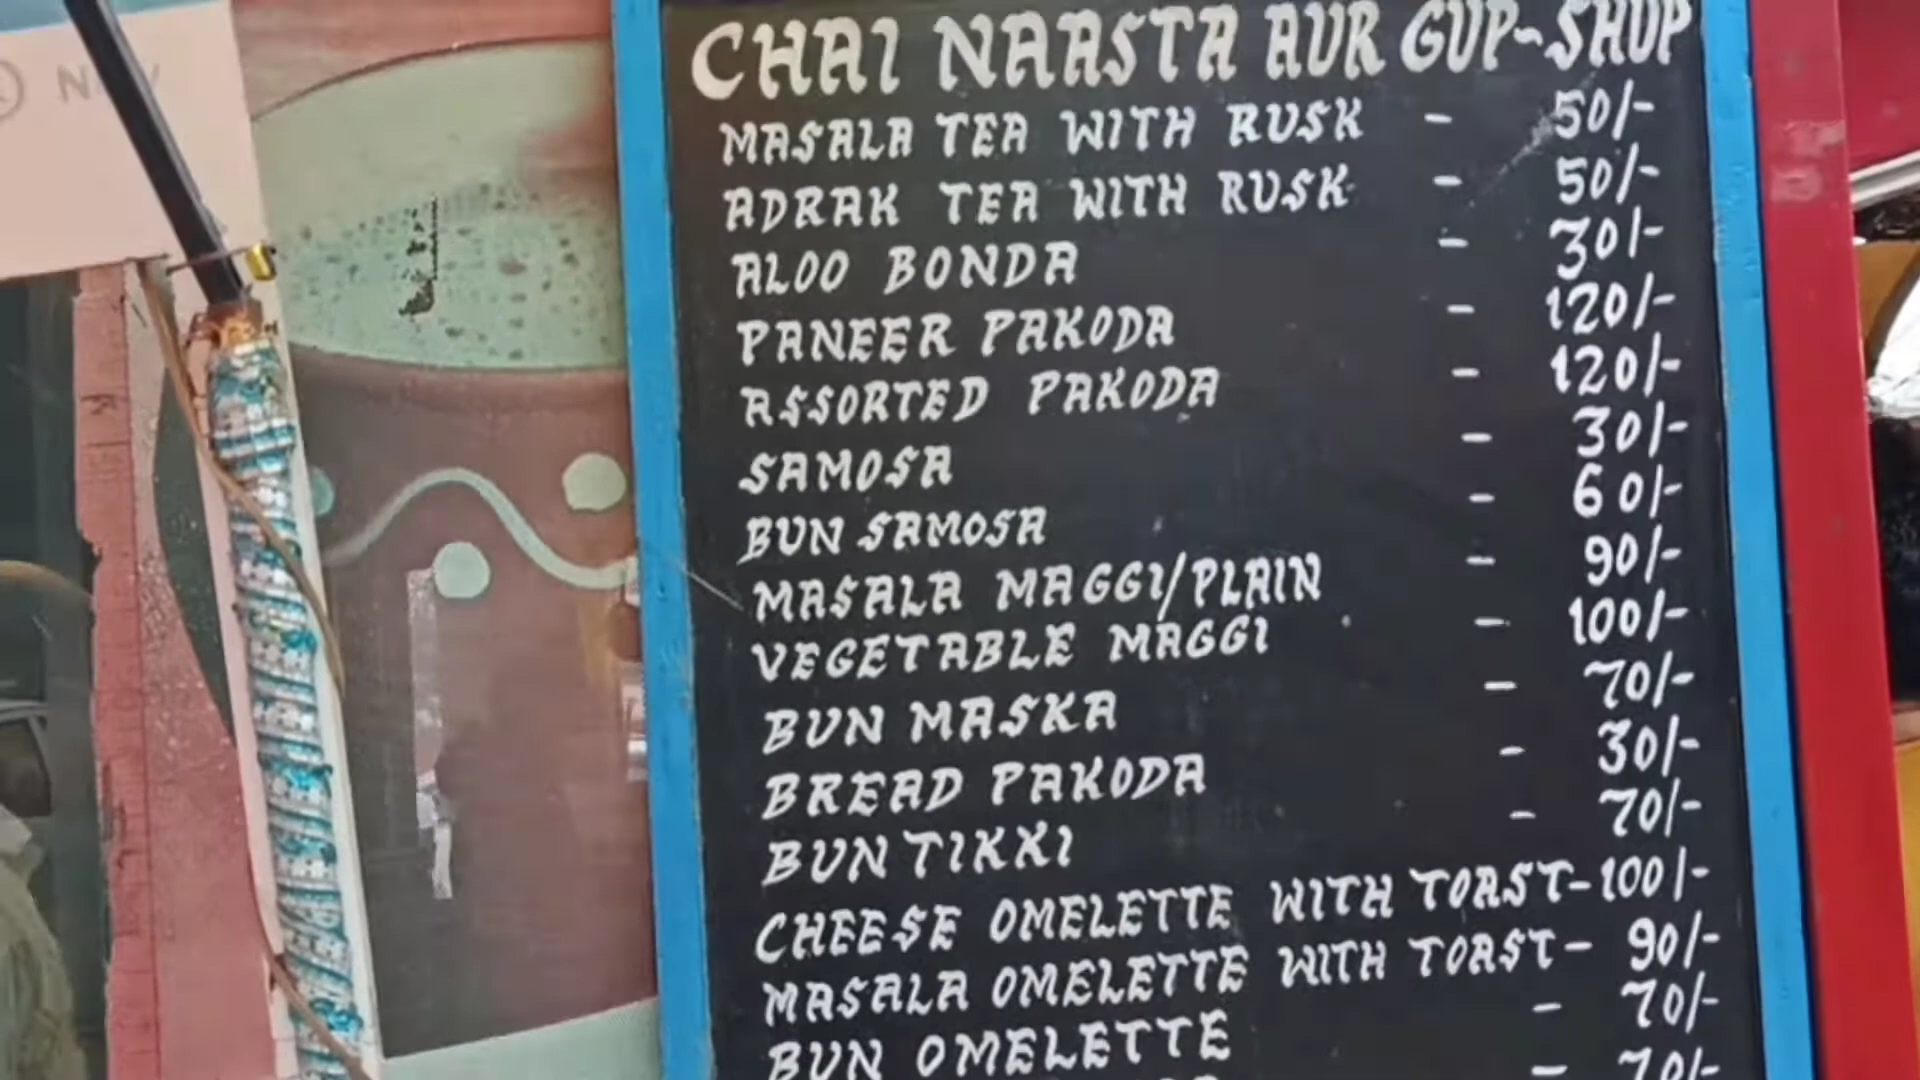 CHAI NAASTA AUR GUP-SHUP
MASALA TEA WITH RUSK - 50/-
ADRAK TEA WITH RUSK - 50/-
ALOO BONDA - 30/-
PANEER PAKODA - 120/-
ASSORTED PAKODA - 120/-
SAMOSA - 30/-
BUN SAMOSA - 60/-
MASALA MAGGI/PLAIN - 90/-
VEGETABLE MAGGI - 100/-
BUN MASKA - 70/-
BREAD PAKODA - 30/-
BUN TIKKI - 70/-
CHEESE OMELETTE WITH TOAST - 100/-
MASALA OMELETTE WITH TOAST - 90/-
BUN OMELETTE - 70/-
- 70/-